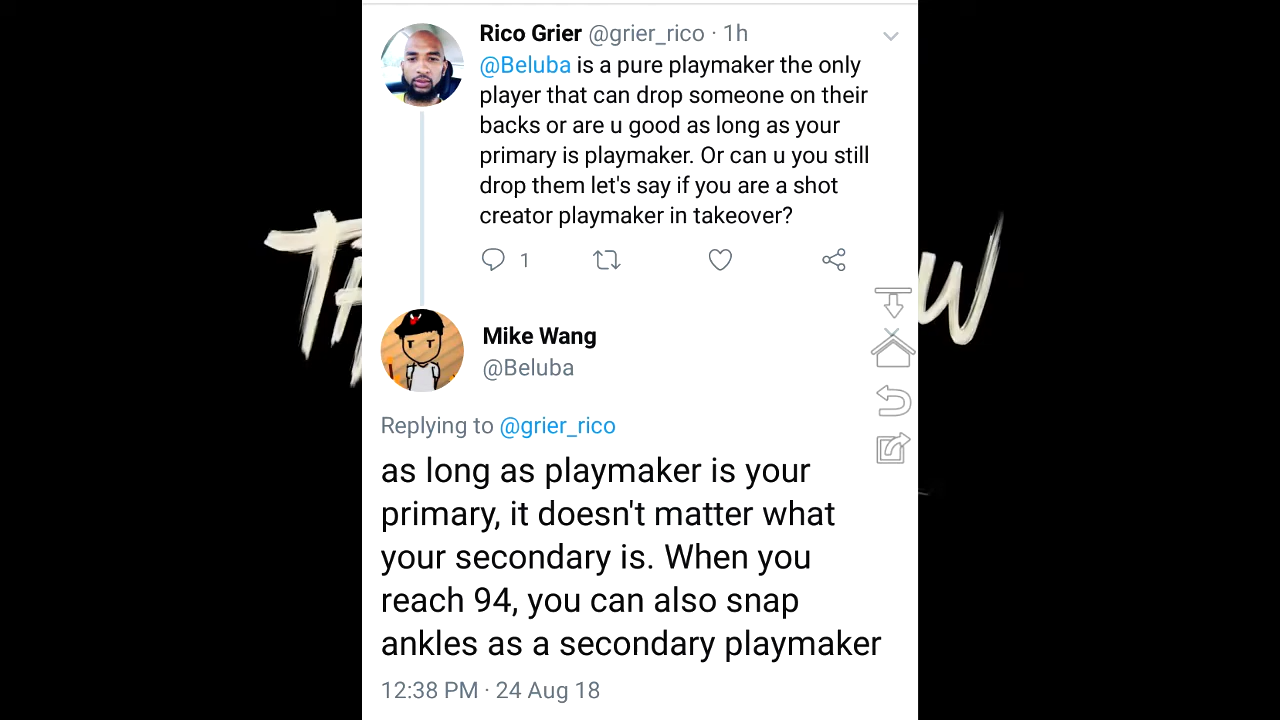 Rico Grier @grier_rico · 1h
@Beluba is a pure playmaker the only
player that can drop someone on their
backs or are u good as long as your
primary is playmaker. Or can u you still
drop them let's say if you are a shot
creator playmaker in takeover?
1
Mike Wang
@Beluba
Replying to @grier_rico
as long as playmaker is your
primary, it doesn't matter what
your secondary is. When you
reach 94, you can also snap
ankles as a secondary playmaker
12:38 PM · 24 Aug 18